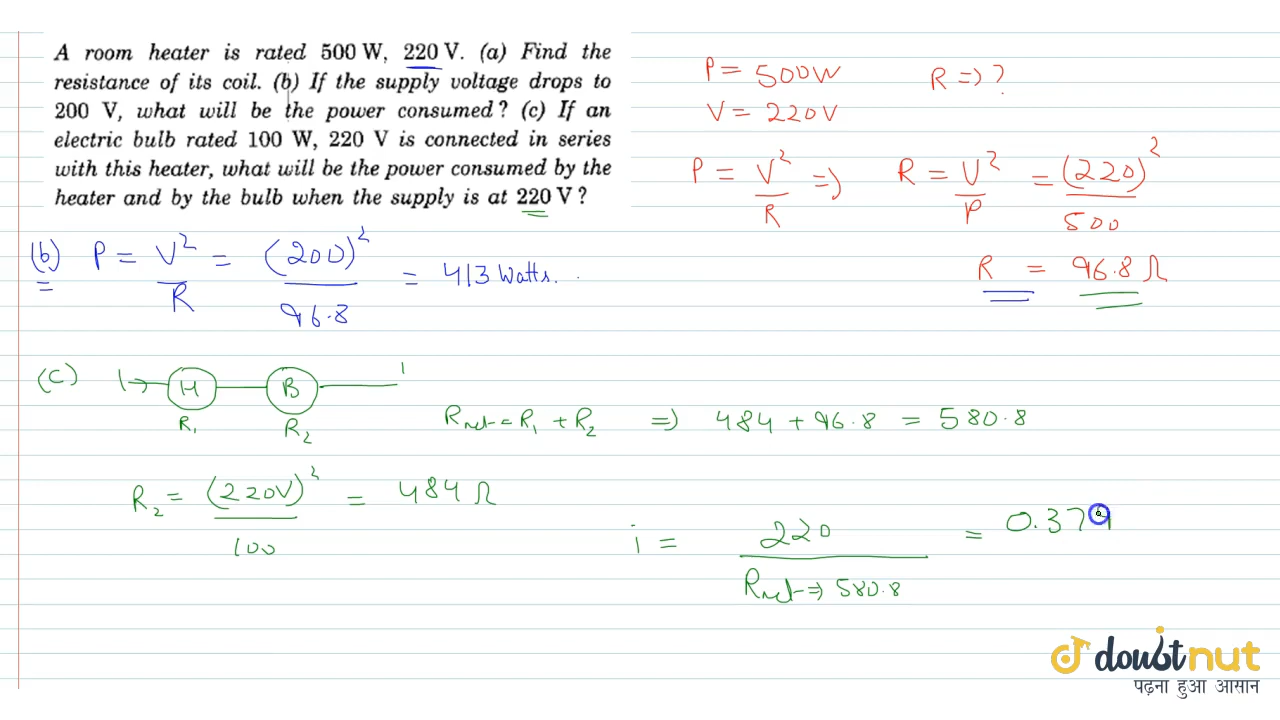 A room heater is rated 500 W, 220 V. (a) Find the
resistance of its coil. (b) If the supply voltage drops to
200 V, what will be the power consumed? (c) If an
electric bulb rated 100 W, 220 V is connected in series
with this heater, what will be the power consumed by the
heater and by the bulb when the supply is at 220 V?
P = 500W R => ?
V = 220V
P = V²/R => R = V²/P = (220)²/500
R = 96.8 Ω
(b) P = V²/R = (200)²/96.8 = 413 Watts.
(C) H B
R₁ R₂
Rnet = R₁ + R₂ => 484 + 96.8 = 580.8
R₂ = (220V)²/100 = 484 Ω
i = 220/Rnet => 580.8 = 0.379
doubtnut
पढ़ना हुआ आसान